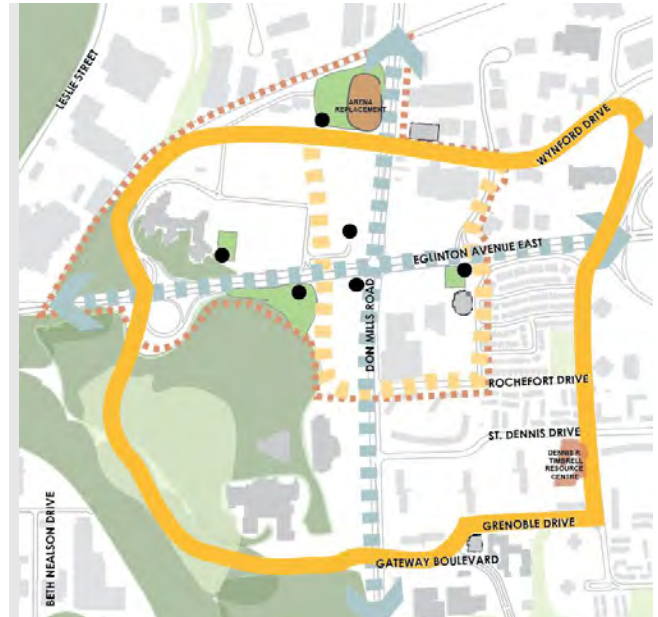 LESLIE STREET
ARENA
REPLACEMENT
WYNFORD DRIVE
EGLINTON AVENUE EAST
DON MILLS ROAD
ROCHEFORT DRIVE
ST. DENNIS DRIVE
DENNIS R.
TIMBRELL
RESOURCE
CENTRE
GRENOBLE DRIVE
GATEWAY BOULEVARD
BETH NEALSON DRIVE